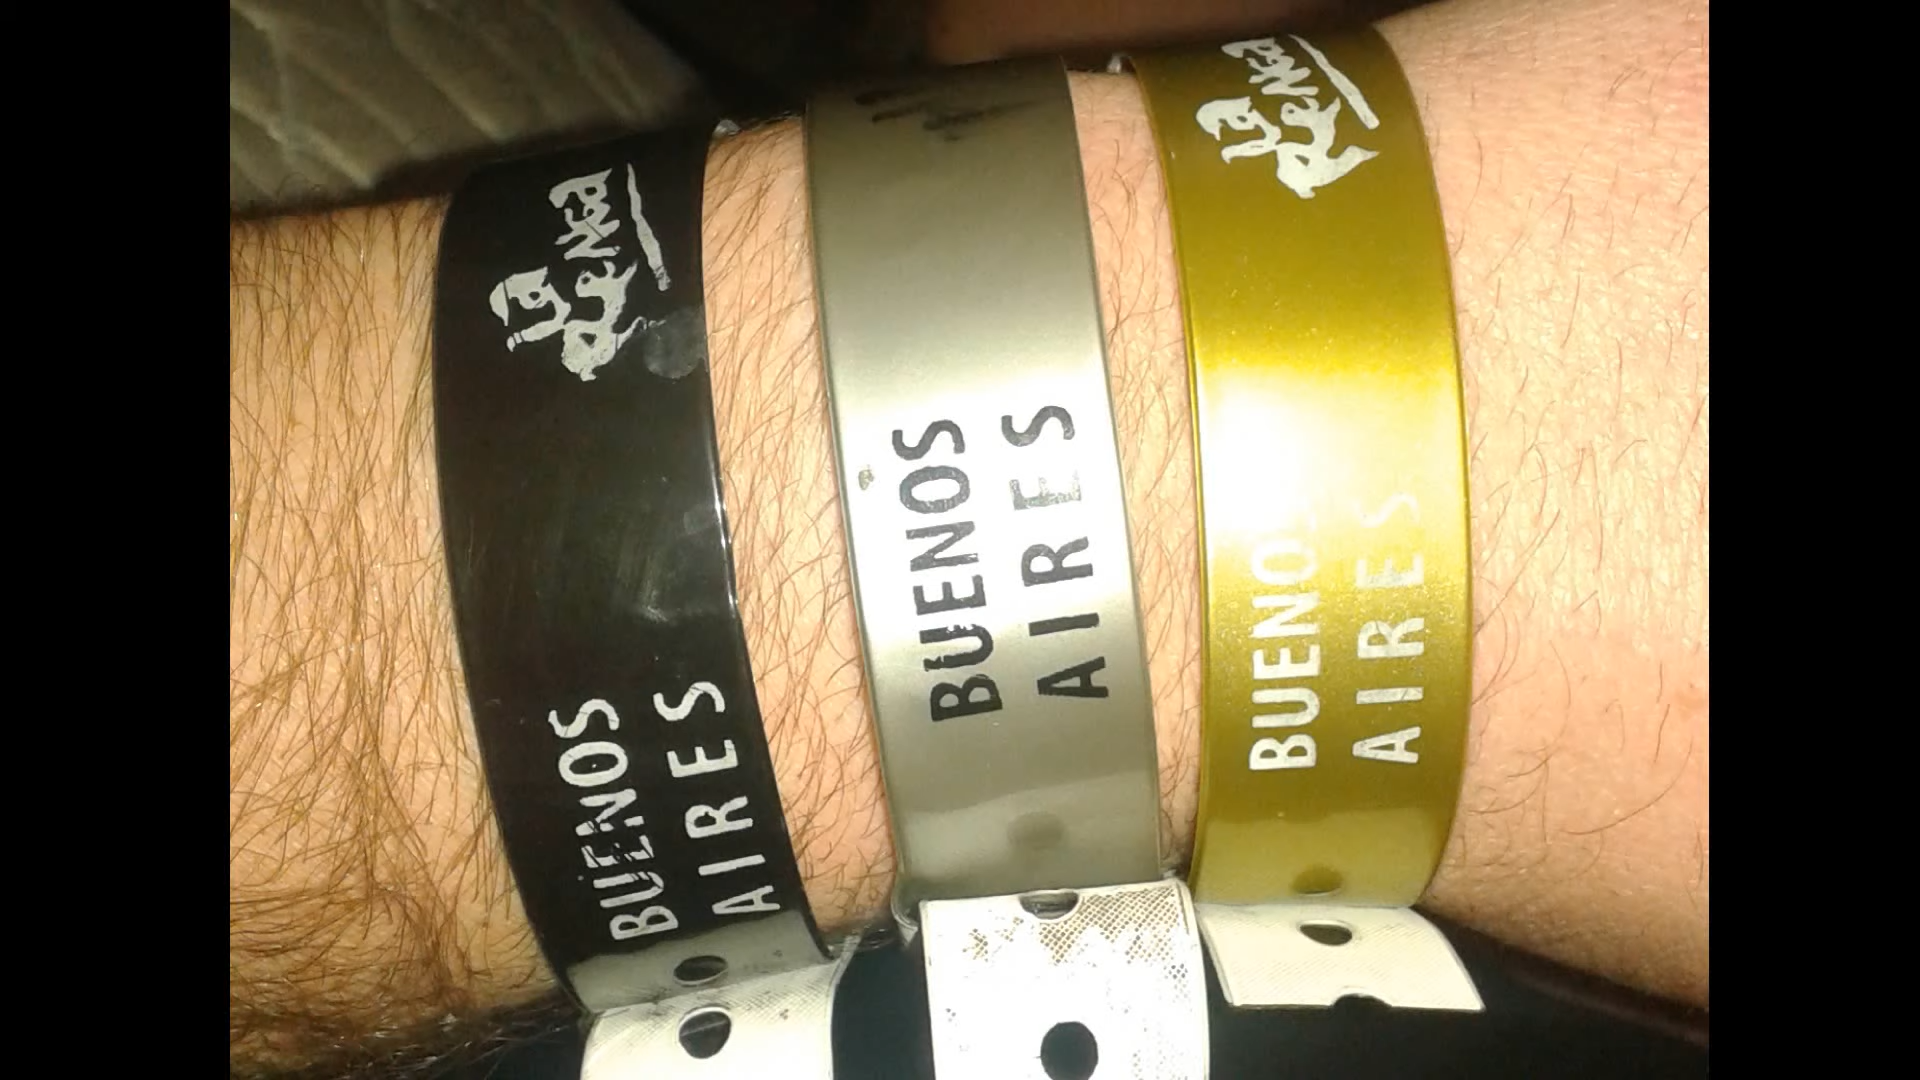 La
Renga
BUENOS
AIRES
BUENOS
AIRES
La
Renga
BUENOS
AIRES